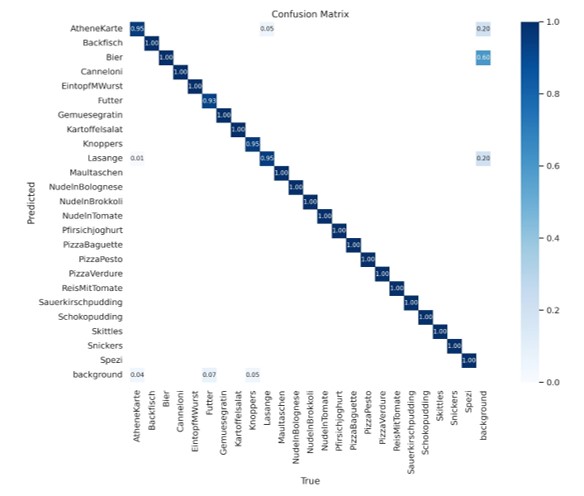 Confusion Matrix
AtheneKarte 0.95 0.05 0.20
Backfisch 1.00
Bier 1.00 0.60
Canneloni 1.00
EintopfMWurst 1.00
Futter 0.93
Gemuesegratin 1.00
Kartoffelsalat 1.00
Knoppers 0.95
Lasange 0.01 0.95 0.20
Maultaschen 1.00
NudelnBolognese 1.00
NudelnBrokkoli 1.00
NudelnTomate 1.00
Pfirsichjoghurt 1.00
PizzaBaguette 1.00
PizzaPesto 1.00
PizzaVerdure 1.00
ReisMitTomate 1.00
Sauerkirschpudding 1.00
Schokopudding 1.00
Skittles 1.00
Snickers 1.00
Spezi 1.00
background 0.04 0.07 0.05
Predicted
AtheneKarte
Backfisch
Bier
Canneloni
EintopfMWurst
Futter
Gemuesegratin
Kartoffelsalat
Knoppers
Lasange
Maultaschen
NudelnBolognese
NudelnBrokkoli
NudelnTomate
Pfirsichjoghurt
PizzaBaguette
PizzaPesto
PizzaVerdure
ReisMitTomate
Sauerkirschpudding
Schokopudding
Skittles
Snickers
Spezi
background
True
1.0
0.8
0.6
0.4
0.2
0.0